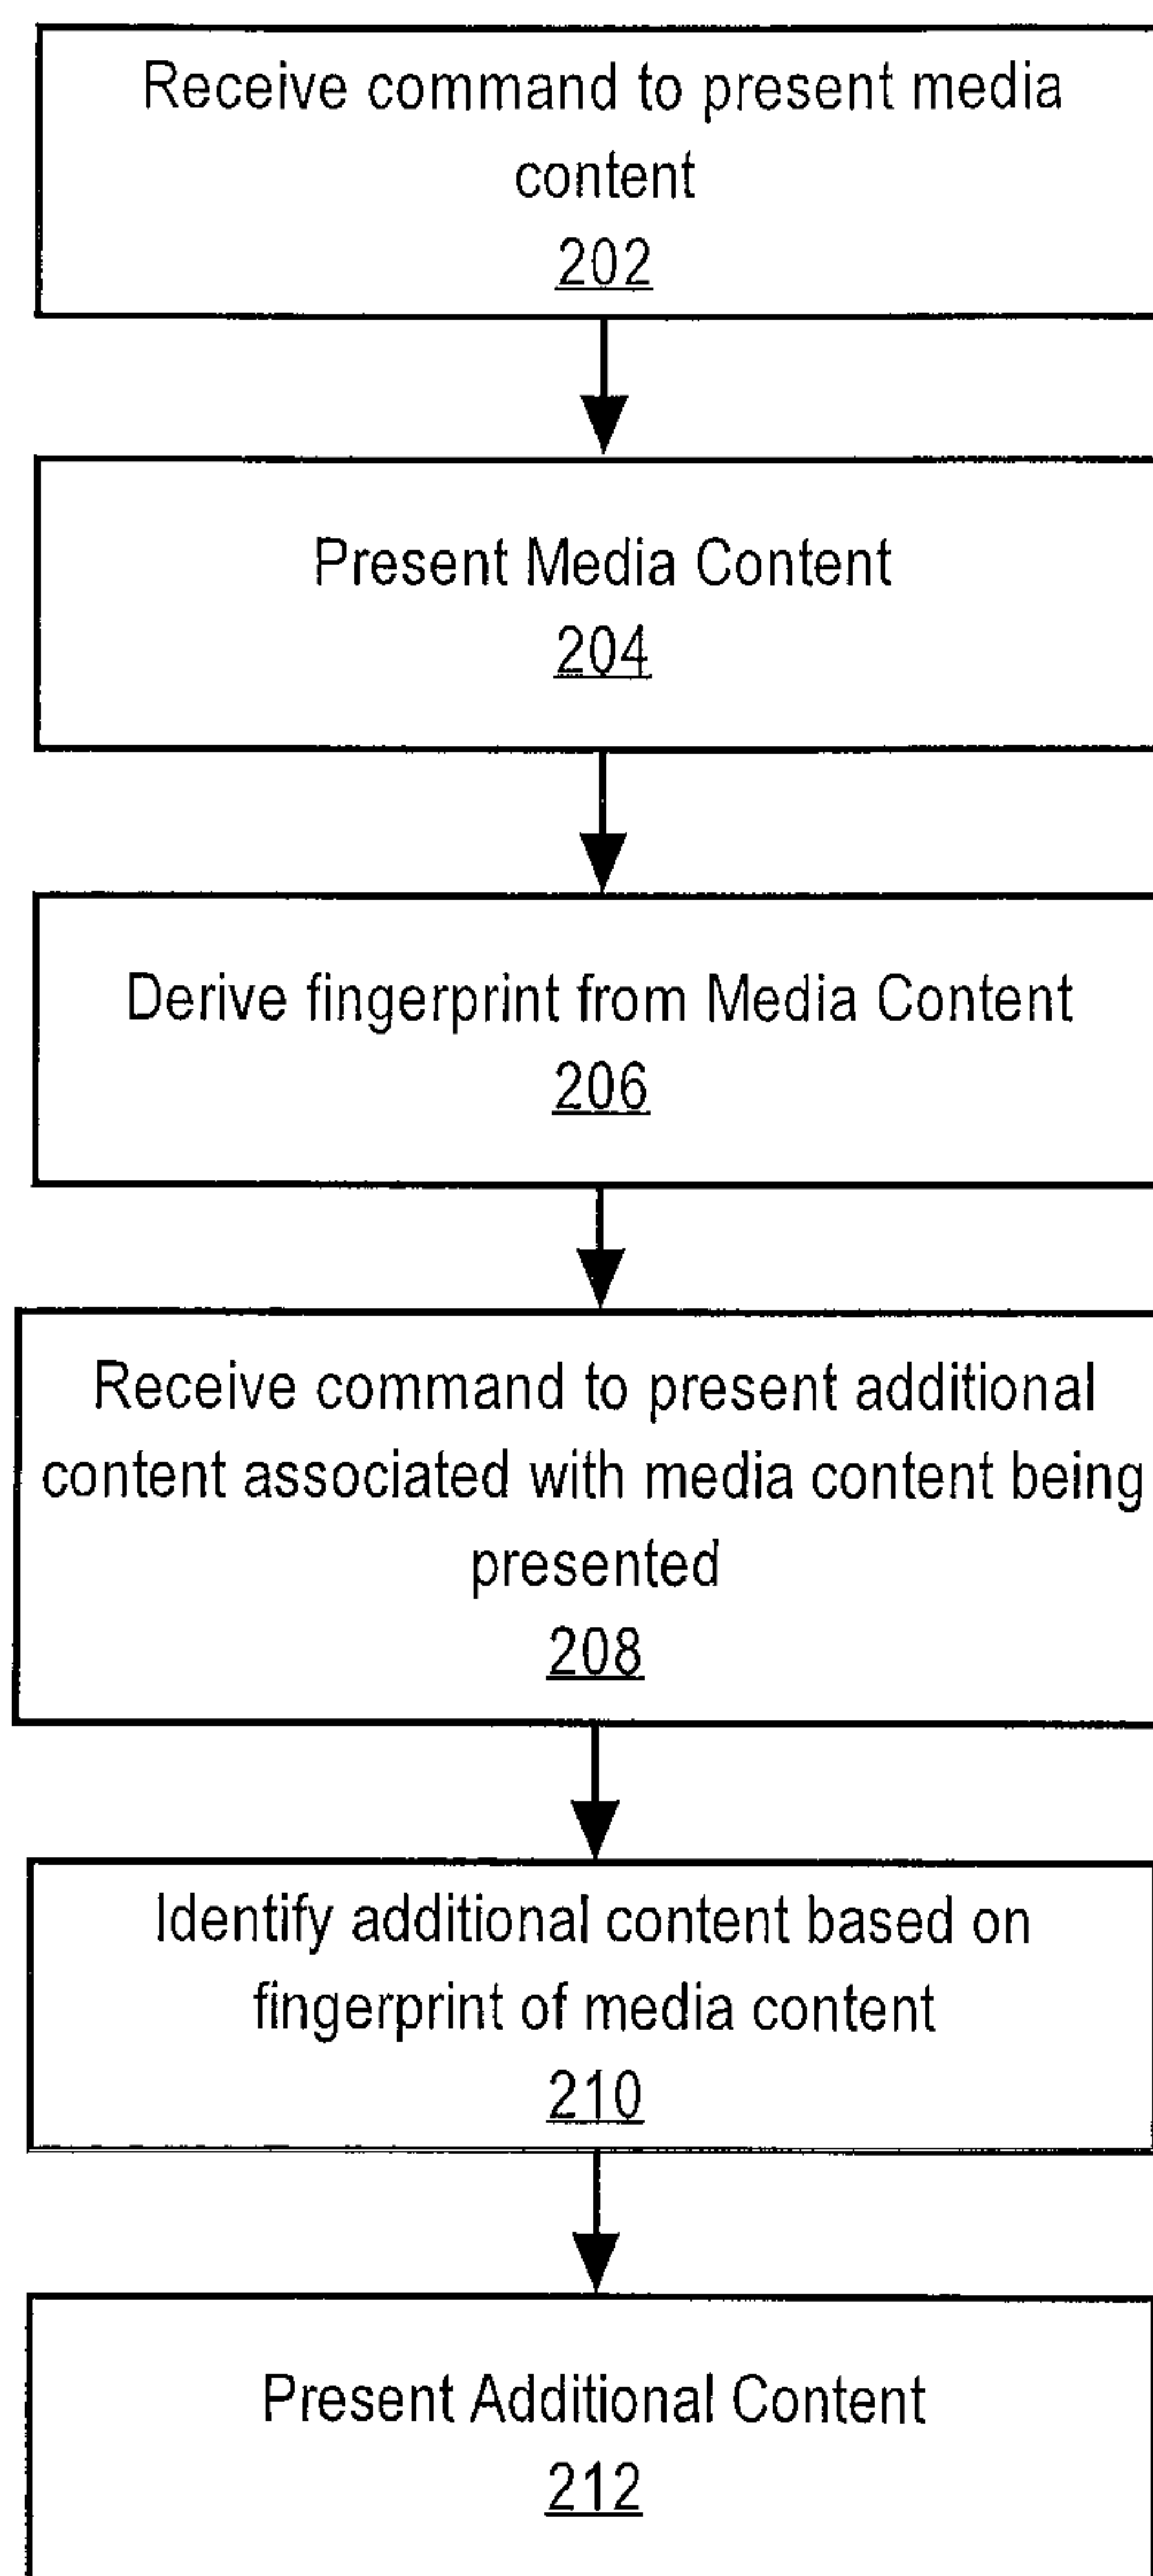 Receive command to present media
content
202
Present Media Content
204
Derive fingerprint from Media Content
206
Receive command to present additional
content associated with media content being
presented
208
Identify additional content based on
fingerprint of media content
210
Present Additional Content
212